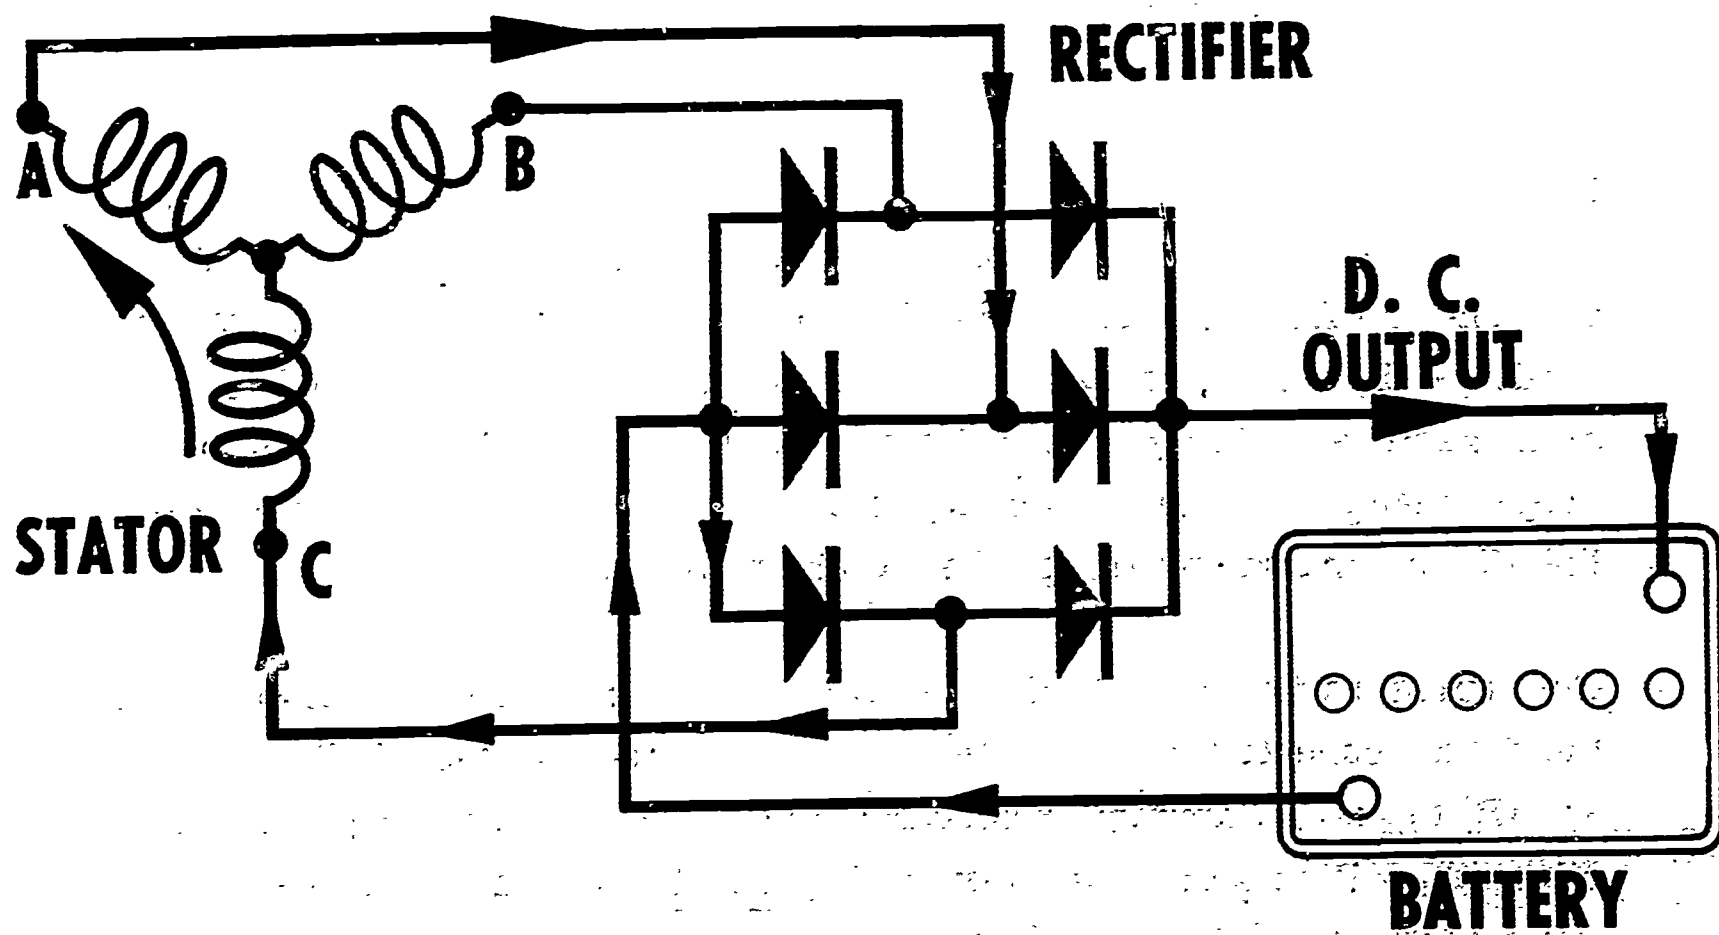 RECTIFIER
A
B
D. C.
OUTPUT
STATOR
C
BATTERY